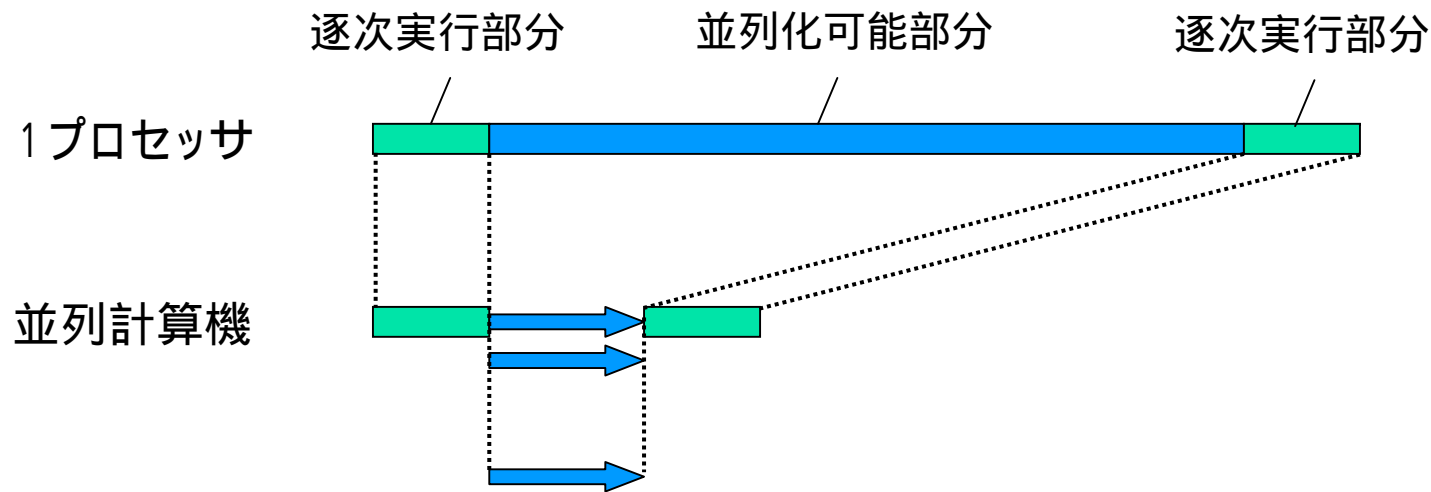 逐次実行部分
並列化可能部分
逐次実行部分
1プロセッサ
並列計算機